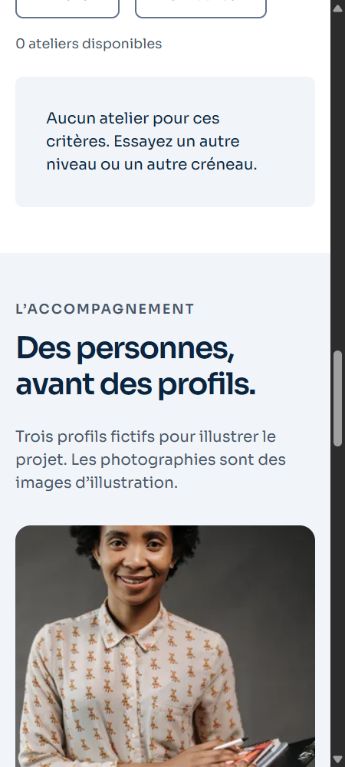 0 ateliers disponibles
Aucun atelier pour ces
critères. Essayez un autre
niveau ou un autre créneau.
L’ACCOMPAGNEMENT
Des personnes,
avant des profils.
Trois profils fictifs pour illustrer le
projet. Les photographies sont des
images d’illustration.